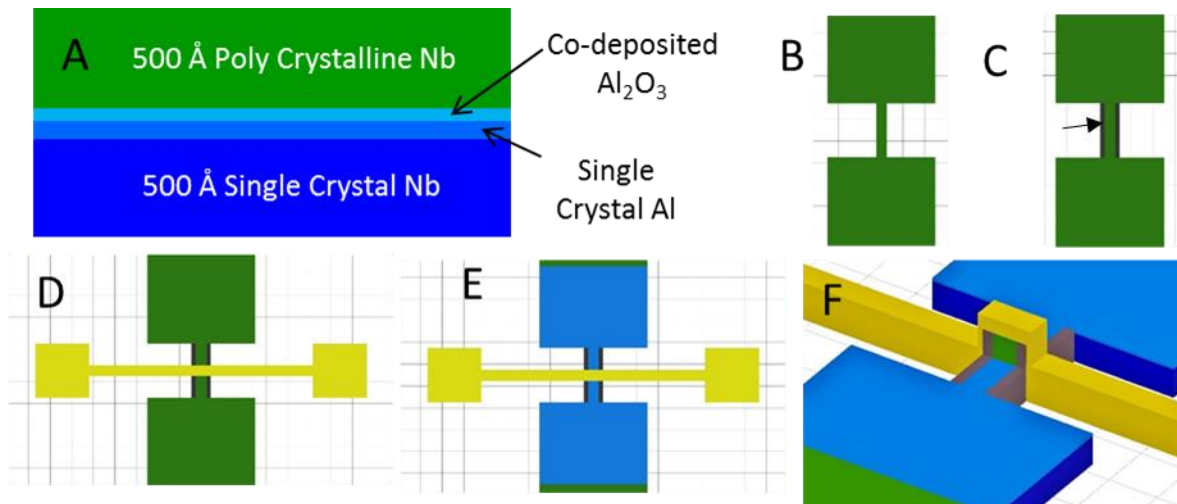 A
500 Å Poly Crystalline Nb
500 Å Single Crystal Nb
Co-deposited
Al₂O₃
Single
Crystal Al
B
C
D
E
F